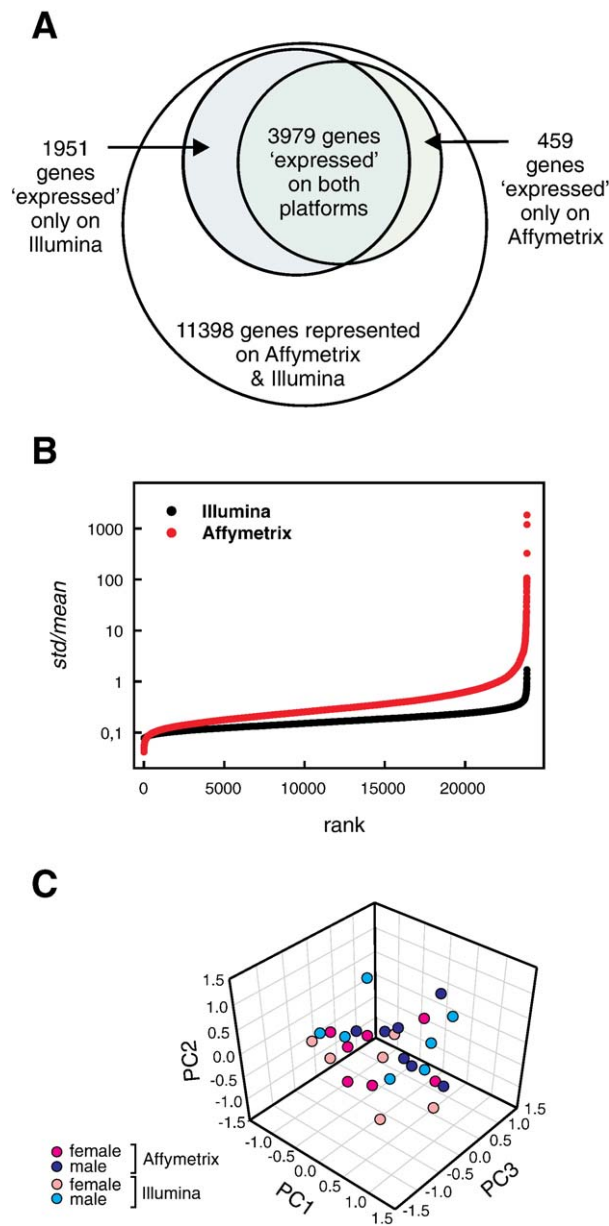 A
1951
genes
‘expressed’
only on
Illumina
3979 genes
‘expressed’
on both
platforms
459
genes
‘expressed’
only on
Affymetrix
11398 genes represented
on Affymetrix
& Illumina
B
Illumina
Affymetrix
std/mean
1000
100
10
1
0,1
0 5000 10000 15000 20000
rank
C
PC2
1.5
1.0
0.5
0.0
-0.5
-1.0
-1.5
PC1
-1.0
-0.5
0.0
0.5
1.0
1.5
PC3
-1.5
-1.0
-0.5
0.0
0.5
1.0
1.5
female
male
Affymetrix
female
male
Illumina